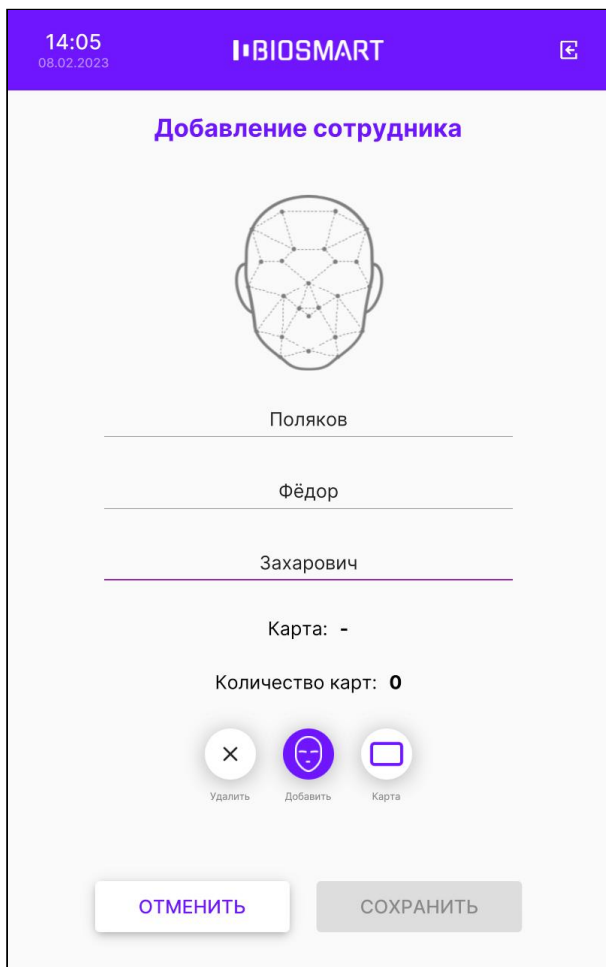 14:05
BIOSMART
08.02.2023
Добавление сотрудника
Поляков
Фёдор
Захарович
Карта: -
Количество карт: 0
Удалить Добавить Карта
ОТМЕНИТЬ СОХРАНИТЬ